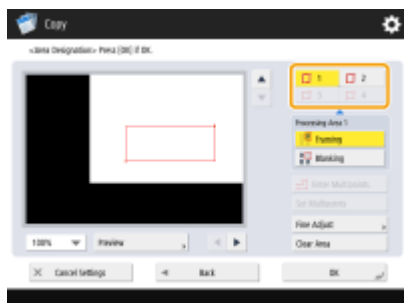 Copy
<Area Designation> Press [OK] if OK.
1
2
3
4
Processing Area 1
Framing
Blanking
Enter Multipoints
Set Multipoints
Fine Adjust
100%
Preview
Clear Area
Cancel Settings
Back
OK